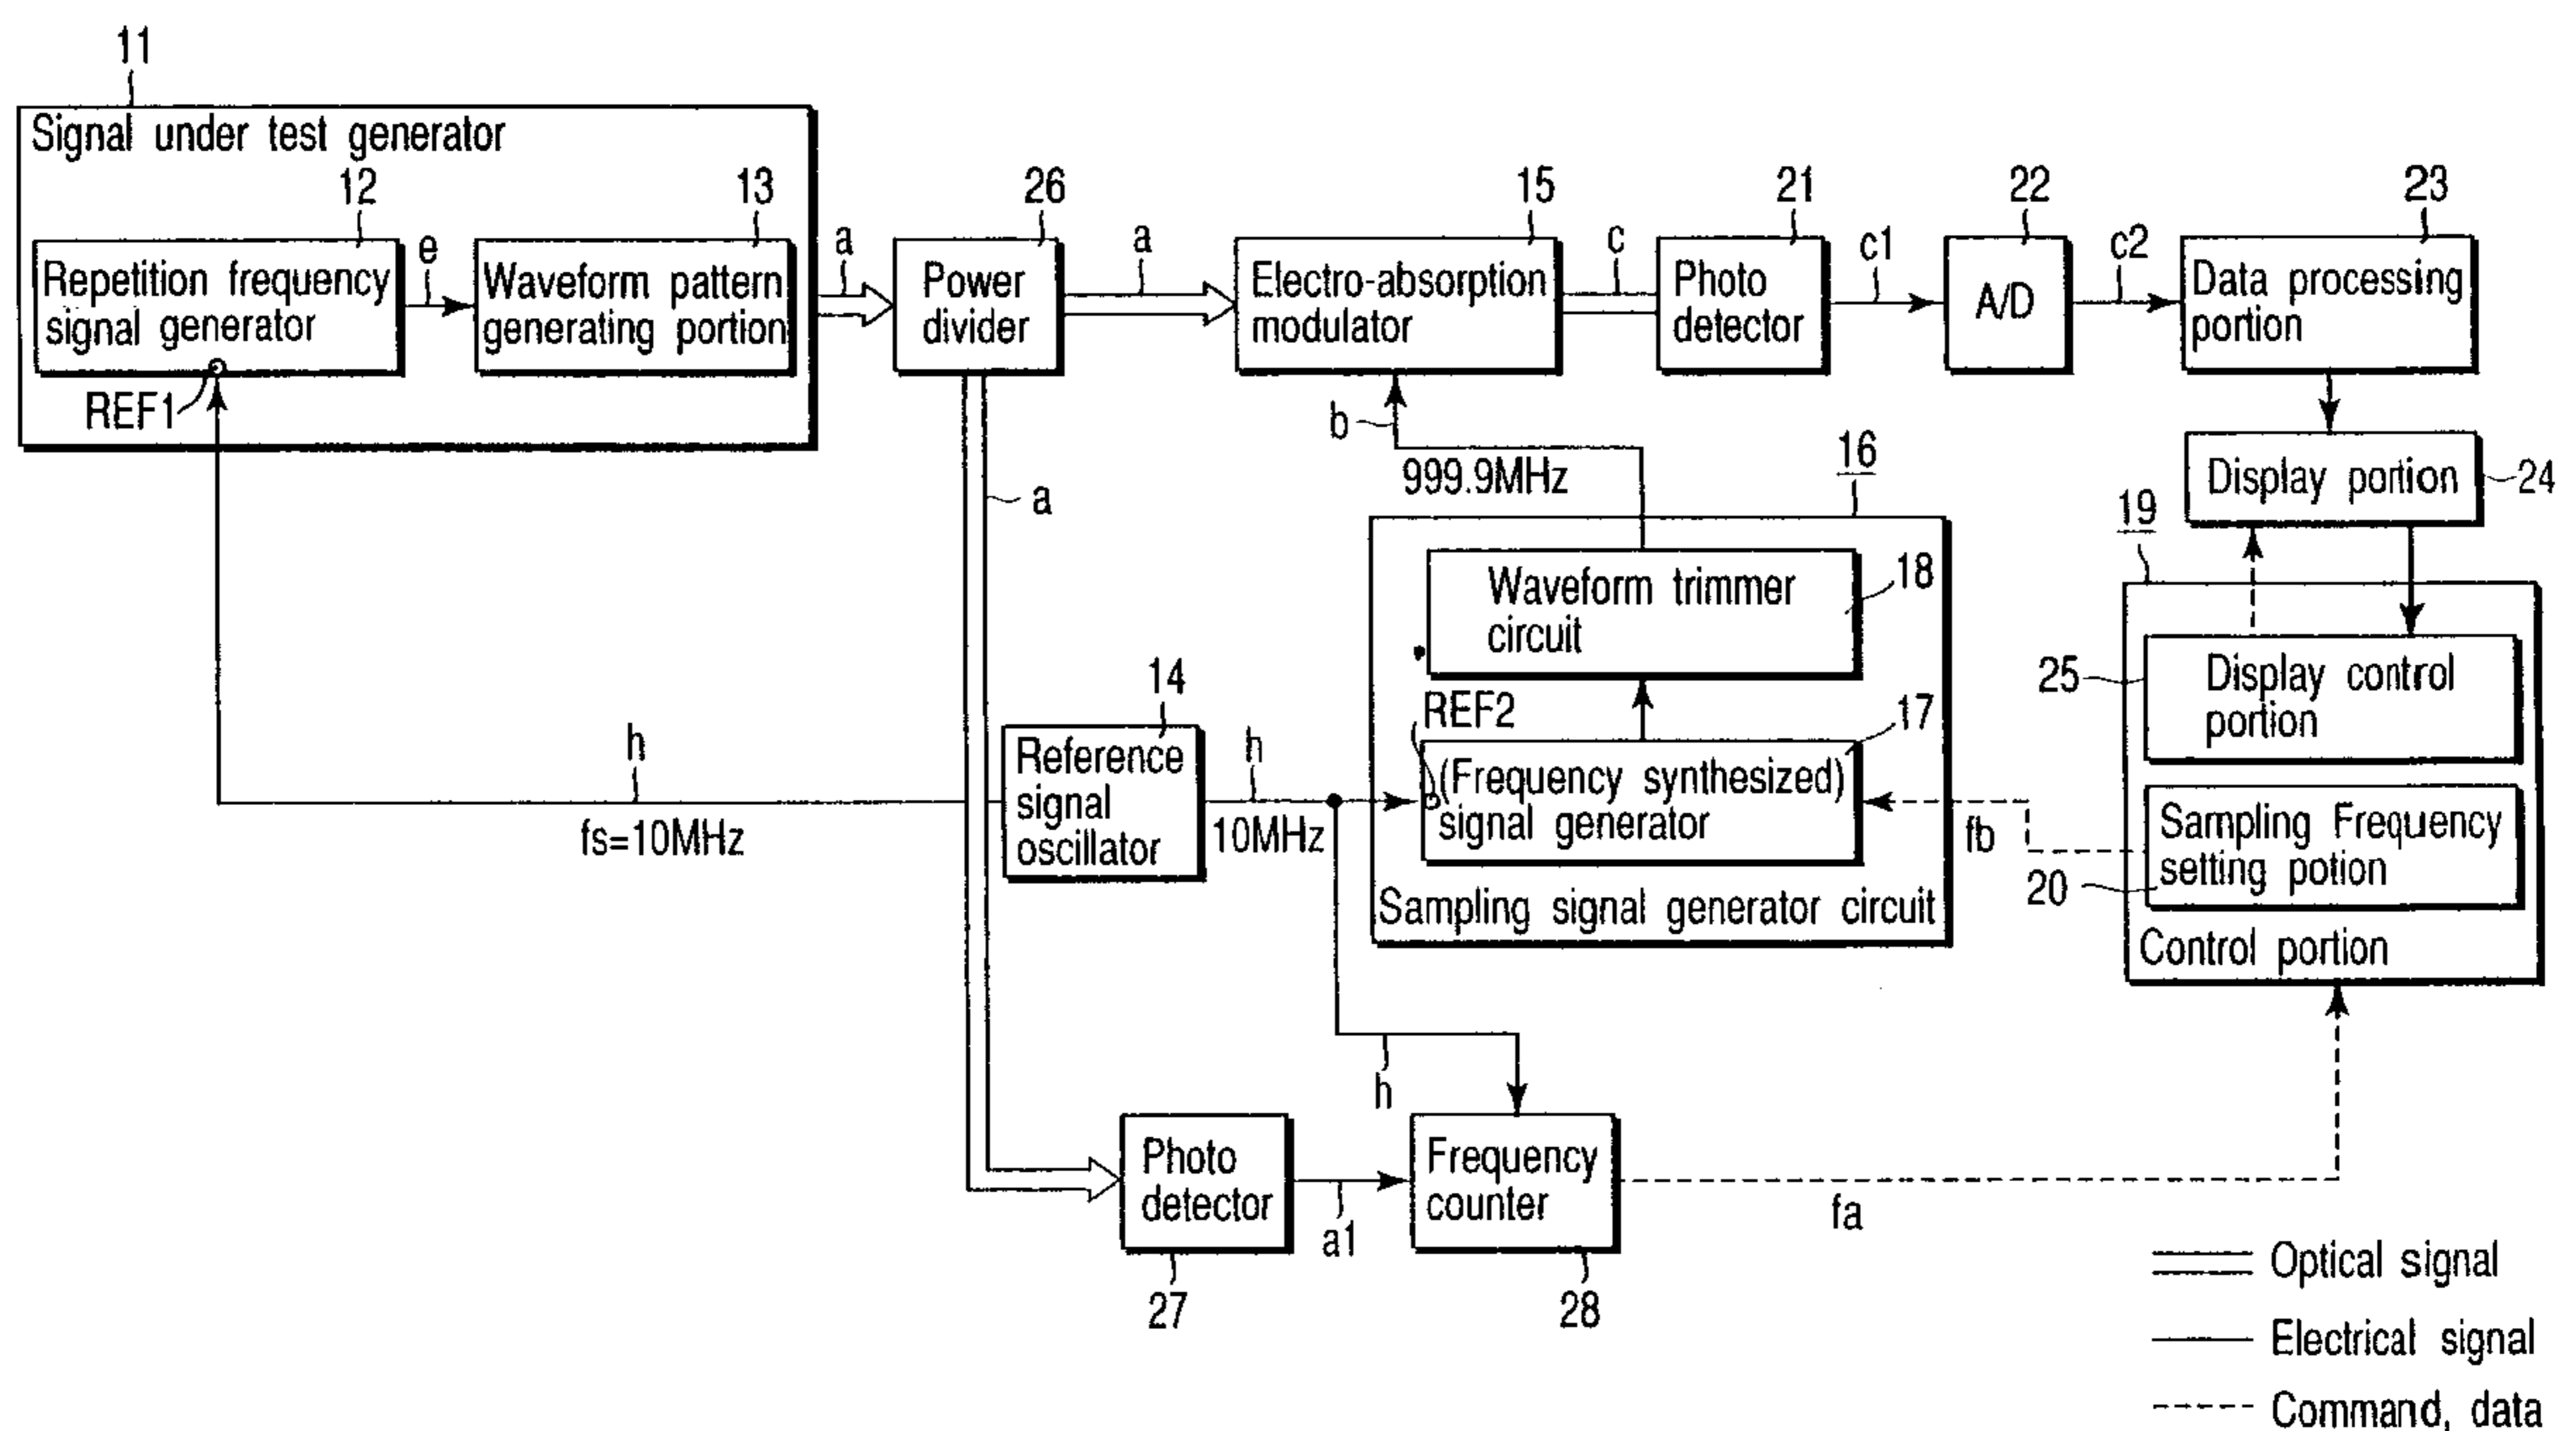 11
Signal under test generator
12
13
26
15
21
22
23
Repetition frequency
signal generator
e
Waveform pattern
generating portion
a
Power
divider
a
Electro-absorption
modulator
c
Photo
detector
c1
A/D
c2
Data processing
portion
REF1
b
999.9MHz
16
Display portion
24
a
19
Waveform trimmer
circuit
18
25
Display control
portion
14
REF2
17
h
Reference
signal
oscillator
h
10MHz
(Frequency synthesized)
signal generator
fs=10MHz
fb
Sampling Frequency
setting potion
20
Sampling signal generator circuit
Control portion
h
Photo
detector
a1
Frequency
counter
fa
27
28
Optical signal
Electrical signal
Command, data